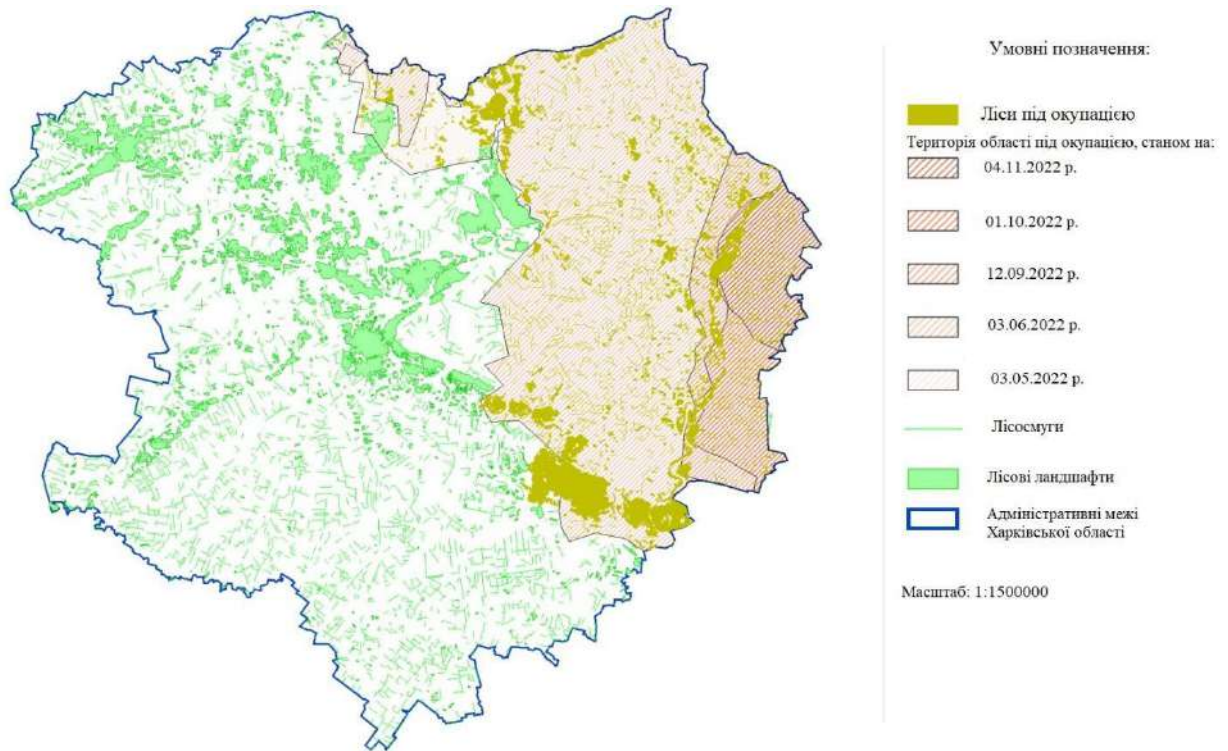 Умовні позначення:
Ліси під окупацією
Територія області під окупацією, станом на:
04.11.2022 р.
01.10.2022 р.
12.09.2022 р.
03.06.2022 р.
03.05.2022 р.
Лісосмуги
Лісові ландшафти
Адміністративні межі
Харківської області
Масштаб: 1:1500000